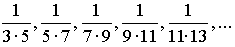 1/(3·5), 1/(5·7), 1/(7·9), 1/(9·11), 1/(11·13), ...